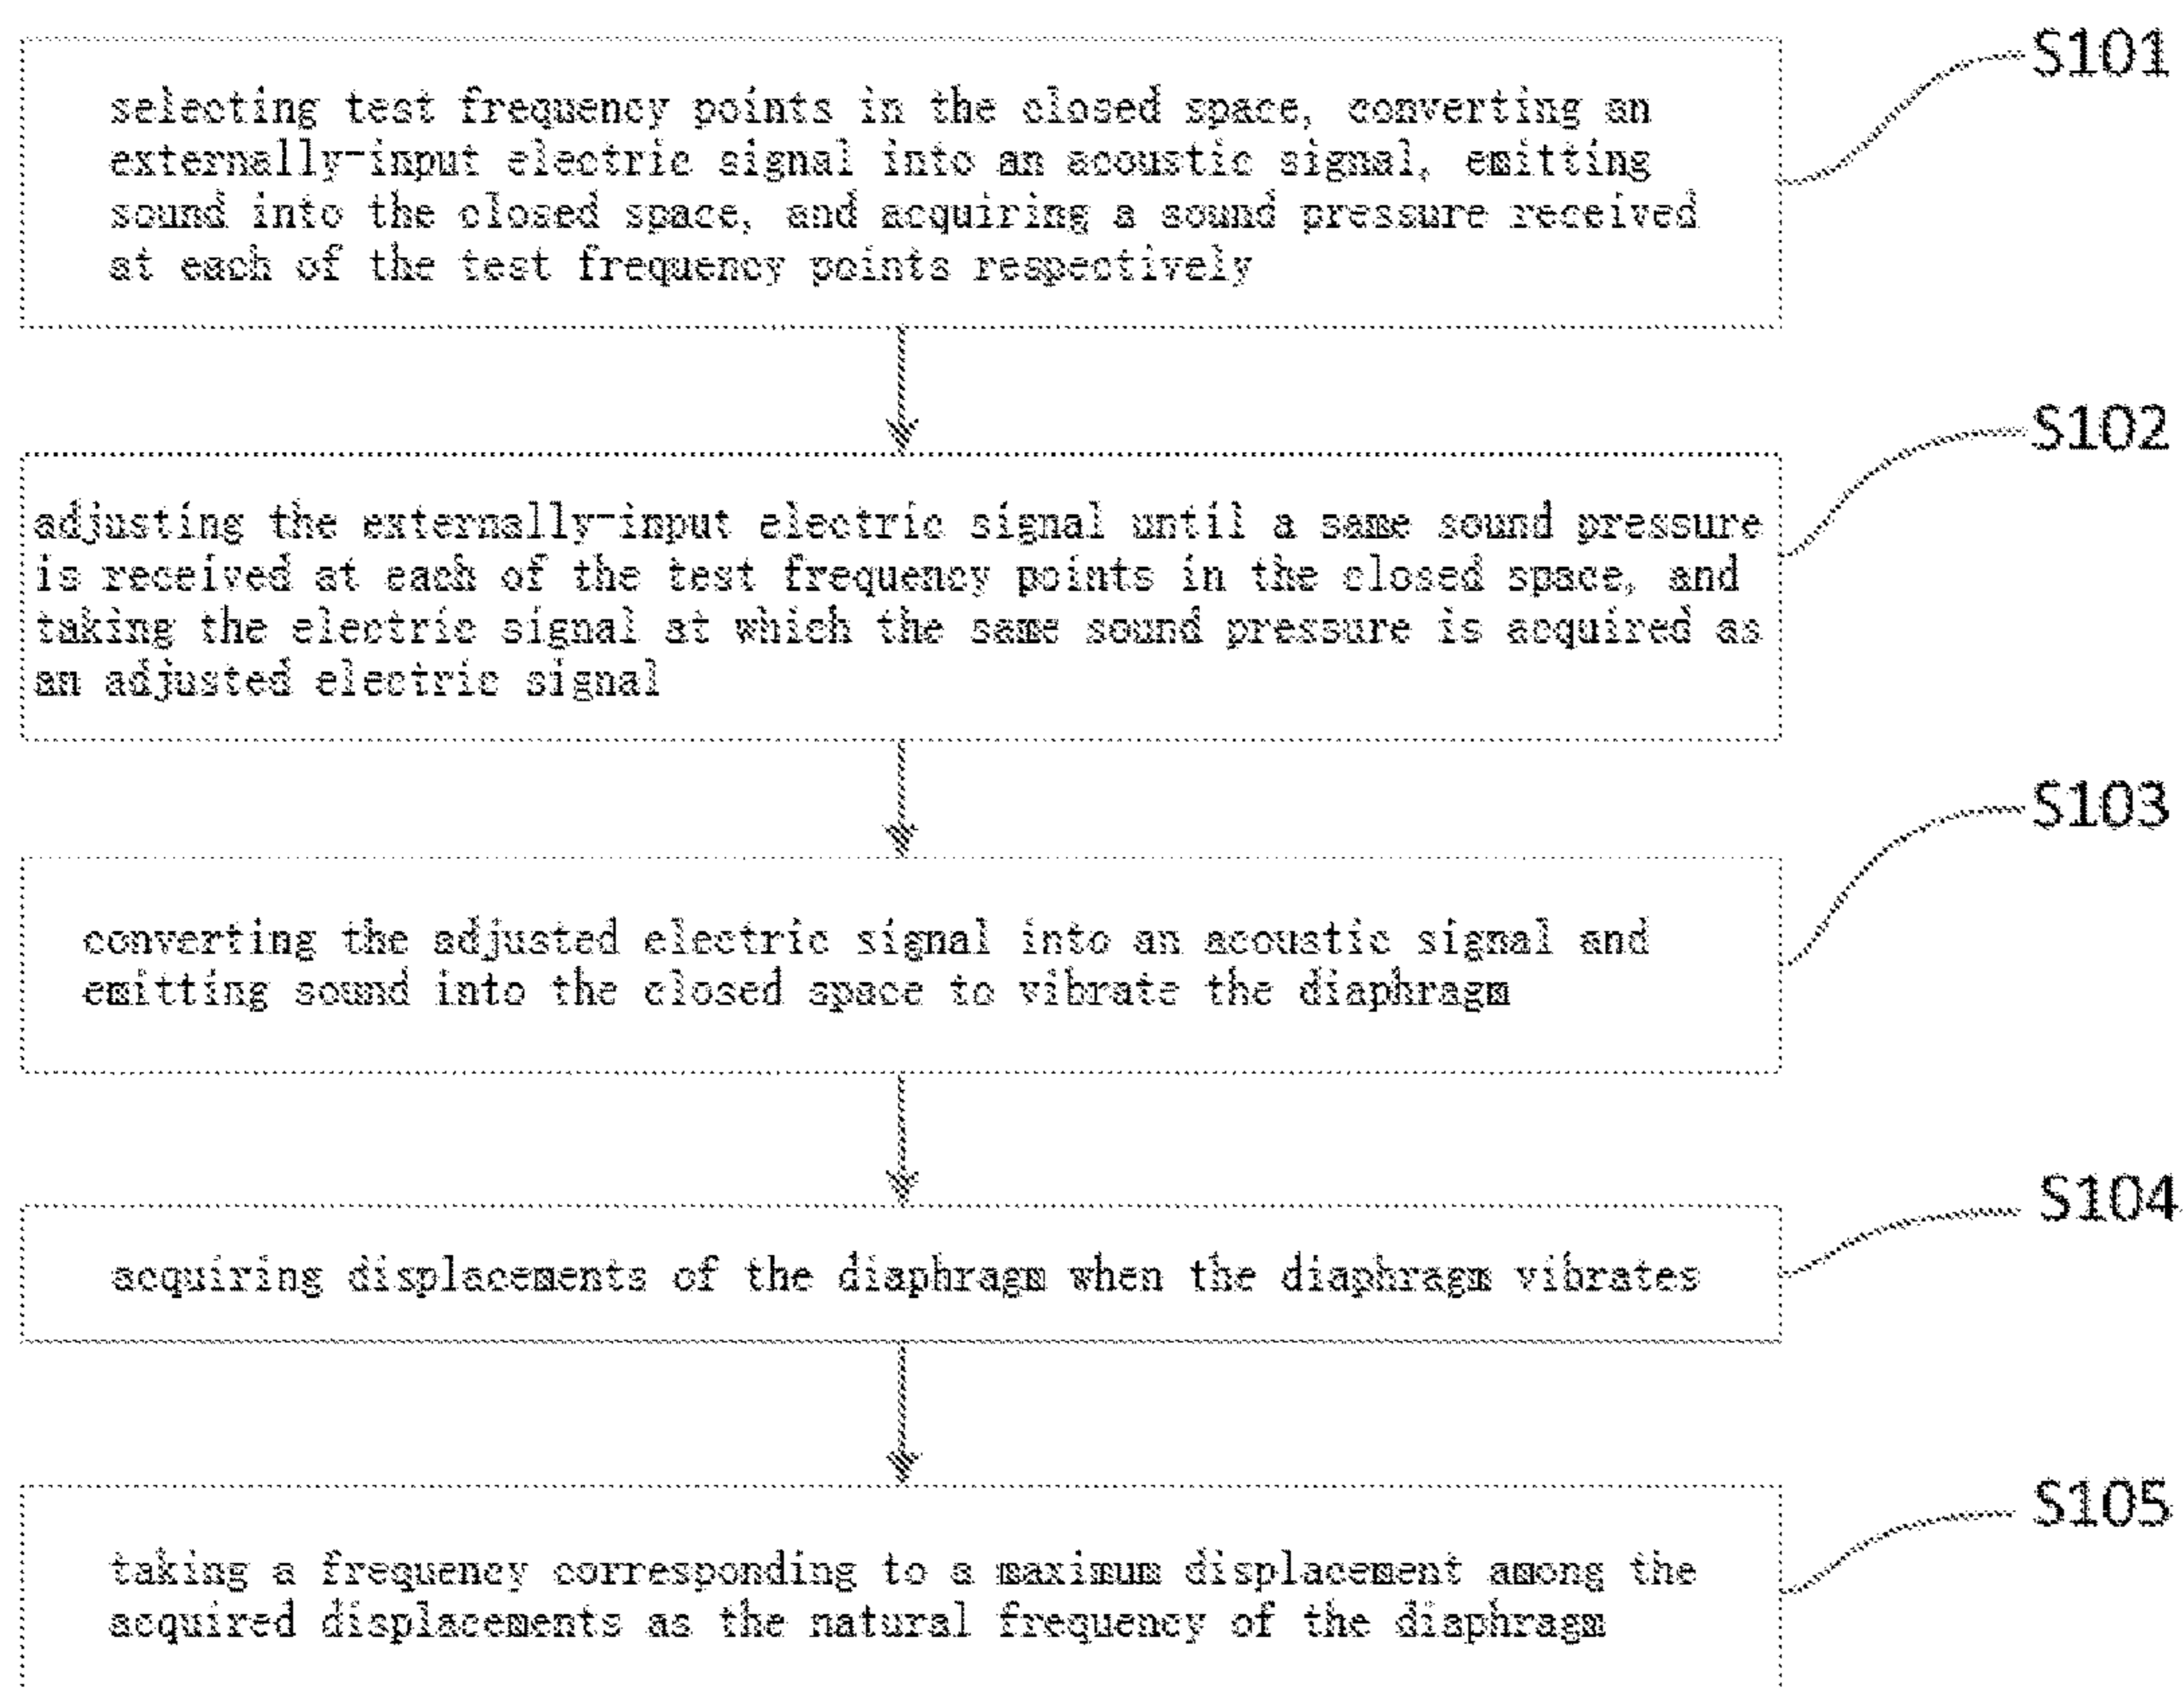 S101
selecting test frequency points in the closed space, converting an
externally-input electric signal into an acoustic signal, emitting
sound into the closed space, and acquiring a sound pressure received
at each of the test frequency points respectively
S102
adjusting the externally-input electric signal until a same sound pressure
is received at each of the test frequency points in the closed space, and
taking the electric signal at which the same sound pressure is acquired as
an adjusted electric signal
S103
converting the adjusted electric signal into an acoustic signal and
emitting sound into the closed space to vibrate the diaphragm
S104
acquiring displacements of the diaphragm when the diaphragm vibrates
S105
taking a frequency corresponding to a maximum displacement among the
acquired displacements as the natural frequency of the diaphragm